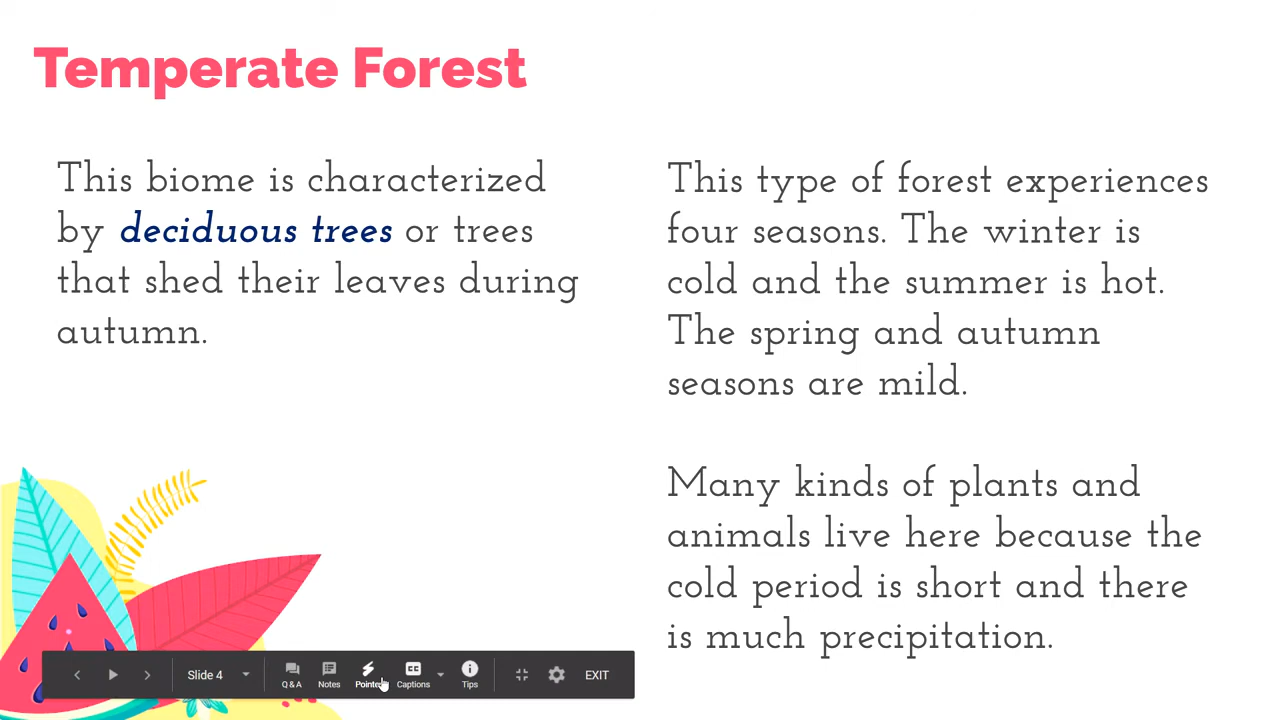 Temperate Forest
This biome is characterized
by deciduous trees or trees
that shed their leaves during
autumn.
This type of forest experiences
four seasons. The winter is
cold and the summer is hot.
The spring and autumn
seasons are mild.
Many kinds of plants and
animals live here because the
cold period is short and there
is much precipitation.
Slide 4
Q & A
Notes
Pointer
CC
Captions
Tips
EXIT